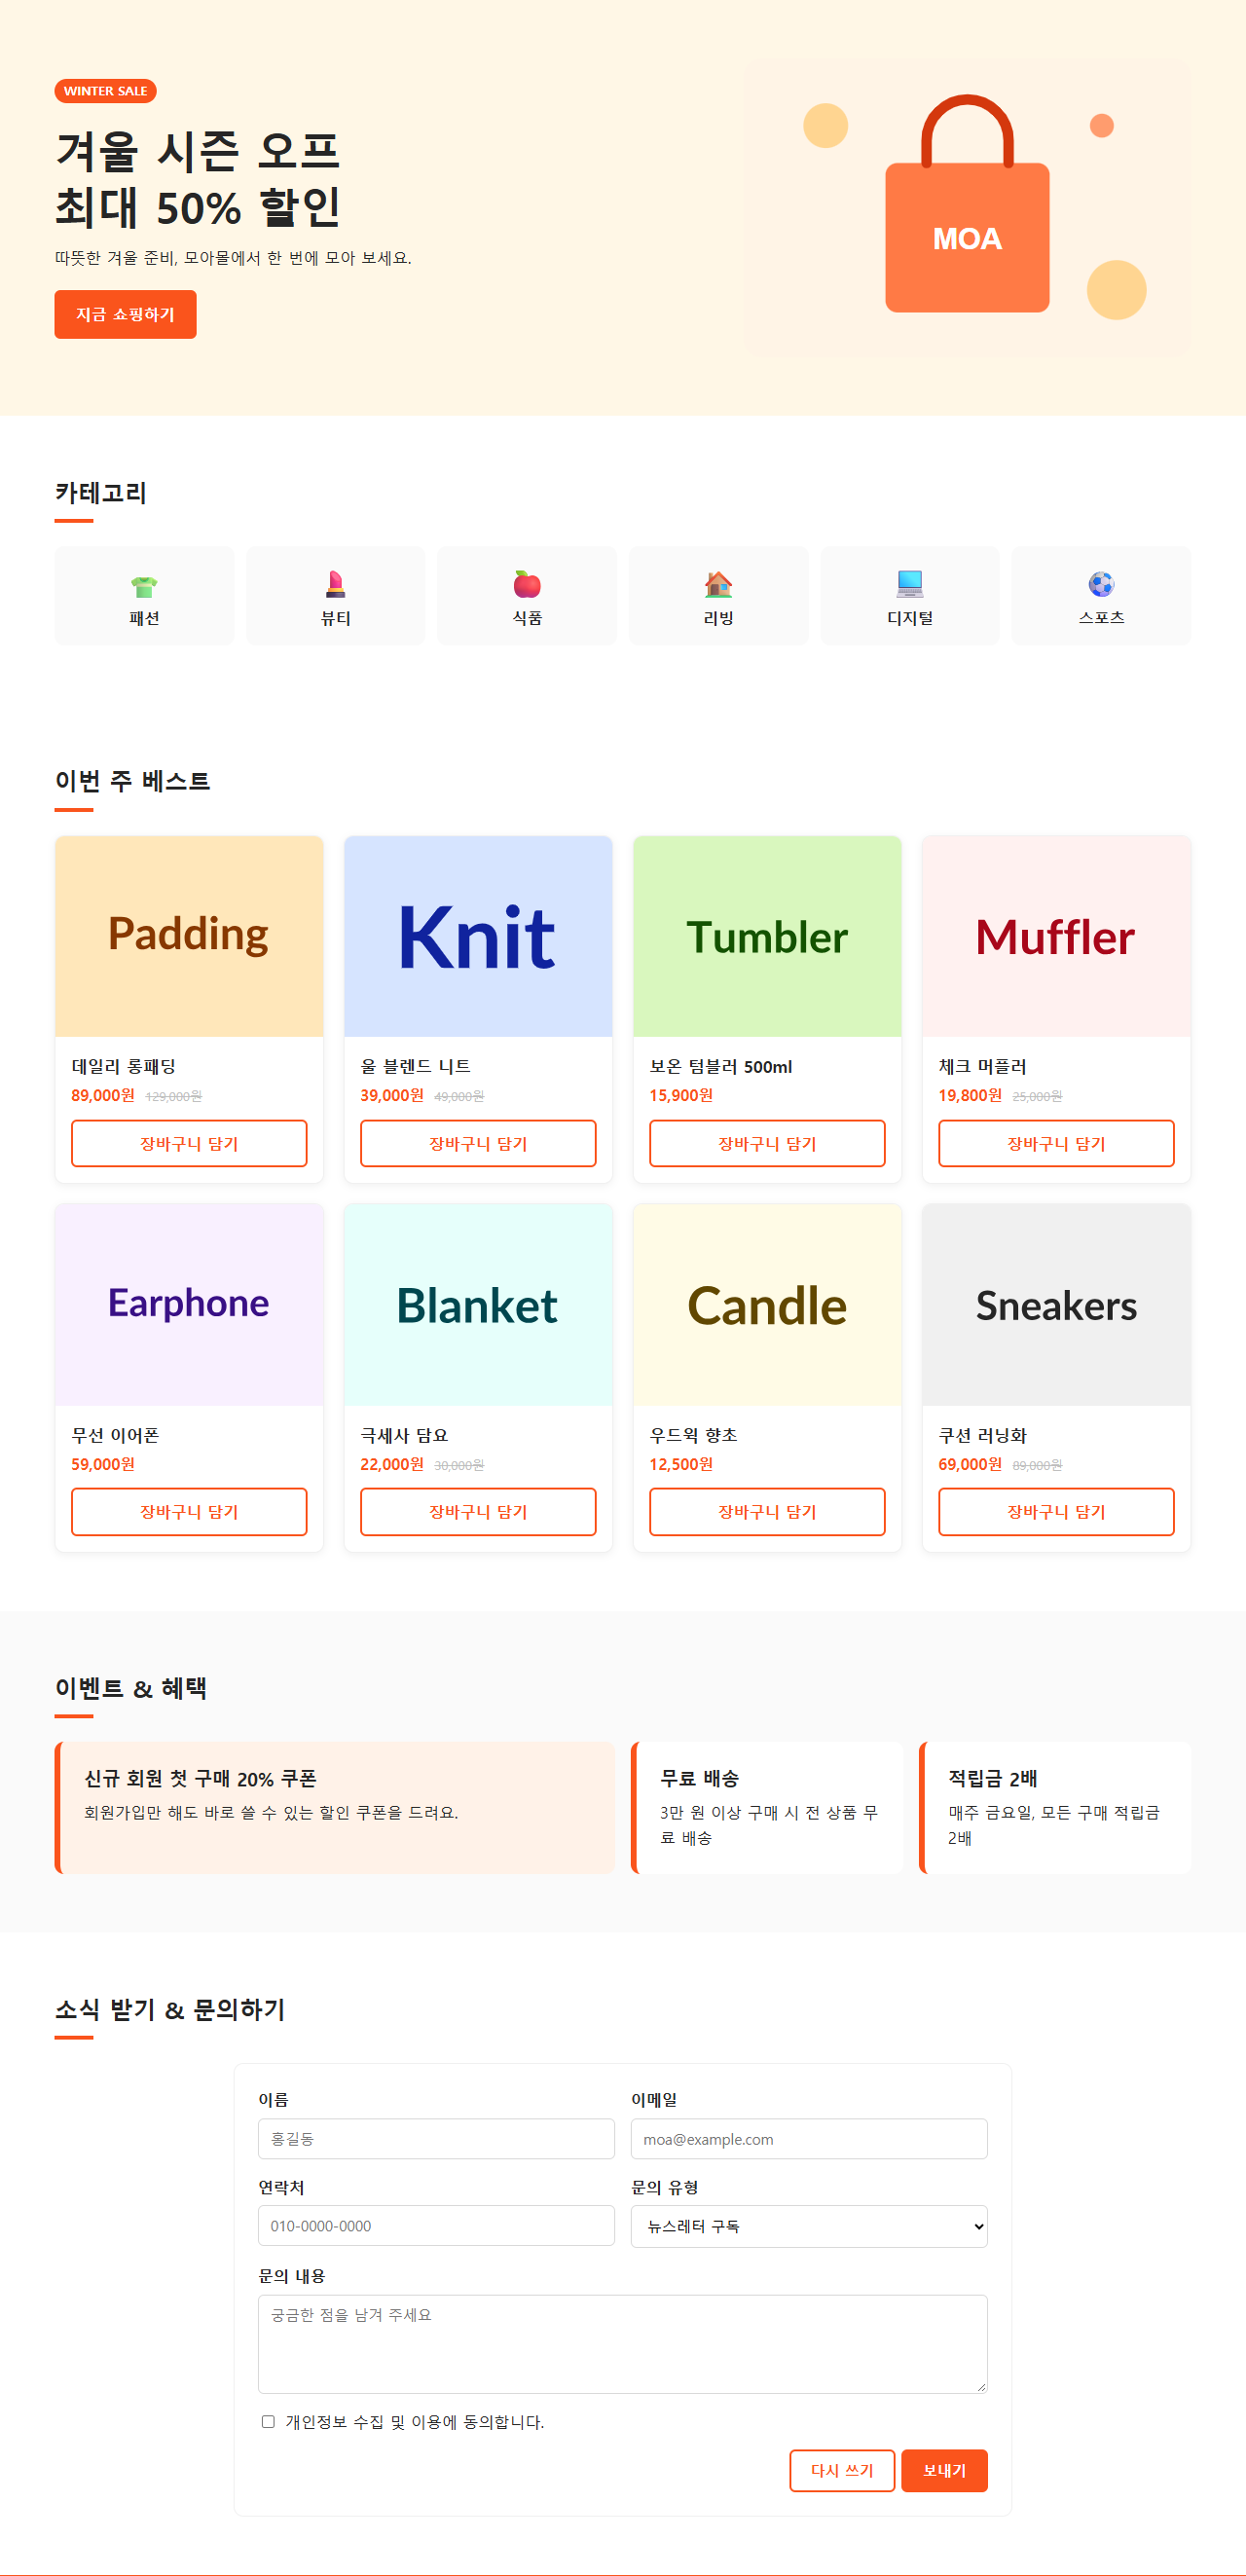 WINTER SALE
겨울 시즌 오프
최대 50% 할인
따뜻한 겨울 준비, 모아몰에서 한 번에 모아 보세요.
지금 쇼핑하기
MOA
카테고리
패션
뷰티
식품
리빙
디지털
스포츠
이번 주 베스트
Padding
데일리 롱패딩
89,000원 129,000원
장바구니 담기
Knit
울 블렌드 니트
39,000원 49,000원
장바구니 담기
Tumbler
보온 텀블러 500ml
15,900원
장바구니 담기
Muffler
체크 머플러
19,800원 25,000원
장바구니 담기
Earphone
무선 이어폰
59,000원
장바구니 담기
Blanket
극세사 담요
22,000원 30,000원
장바구니 담기
Candle
우드윅 향초
12,500원
장바구니 담기
Sneakers
쿠션 러닝화
69,000원 89,000원
장바구니 담기
이벤트 & 혜택
신규 회원 첫 구매 20% 쿠폰
회원가입만 해도 바로 쓸 수 있는 할인 쿠폰을 드려요.
무료 배송
3만 원 이상 구매 시 전 상품 무
료 배송
적립금 2배
매주 금요일, 모든 구매 적립금
2배
소식 받기 & 문의하기
이름
홍길동
이메일
moa@example.com
연락처
010-0000-0000
문의 유형
뉴스레터 구독
문의 내용
궁금한 점을 남겨 주세요
개인정보 수집 및 이용에 동의합니다.
다시 쓰기
보내기